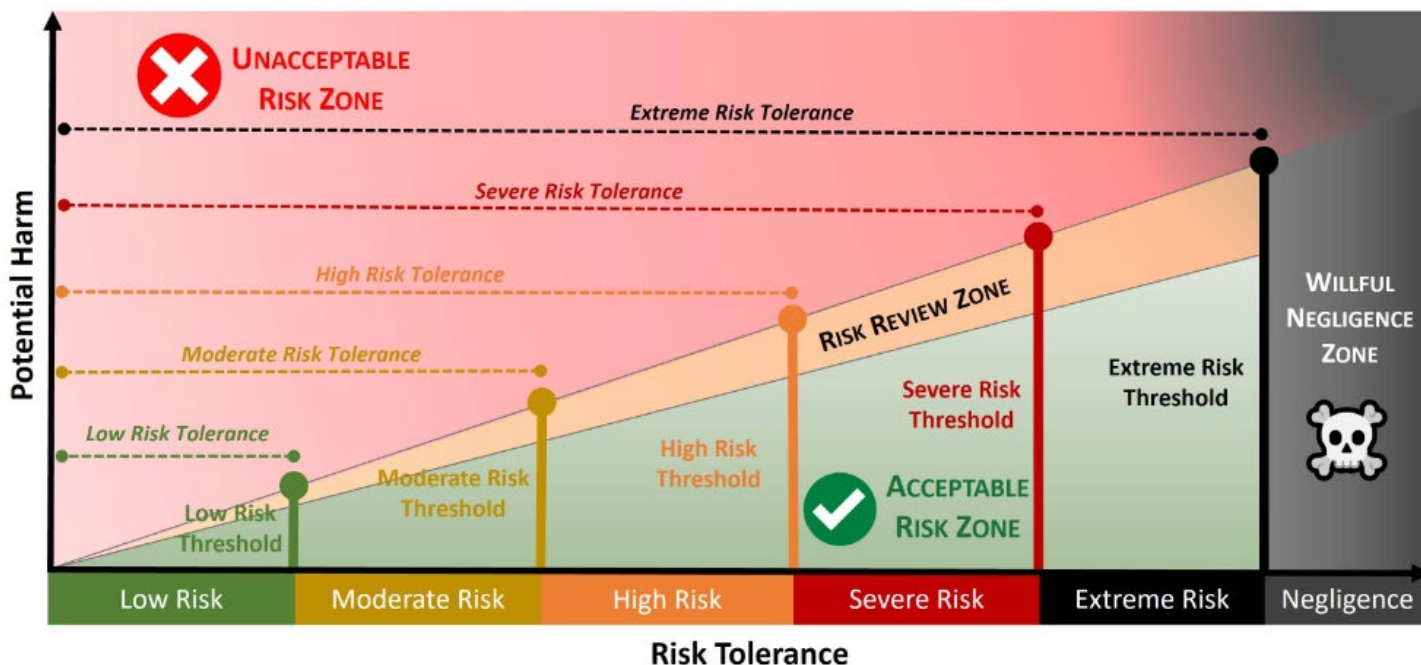 UNACCEPTABLE
RISK ZONE
Extreme Risk Tolerance
Severe Risk Tolerance
High Risk Tolerance
Moderate Risk Tolerance
Low Risk Tolerance
Potential Harm
RISK REVIEW ZONE
WILLFUL
NEGLIGENCE
ZONE
Extreme Risk
Threshold
Severe Risk
Threshold
High Risk
Threshold
Moderate Risk
Threshold
Low Risk
Threshold
ACCEPTABLE
RISK ZONE
Low Risk
Moderate Risk
High Risk
Severe Risk
Extreme Risk
Negligence
Risk Tolerance